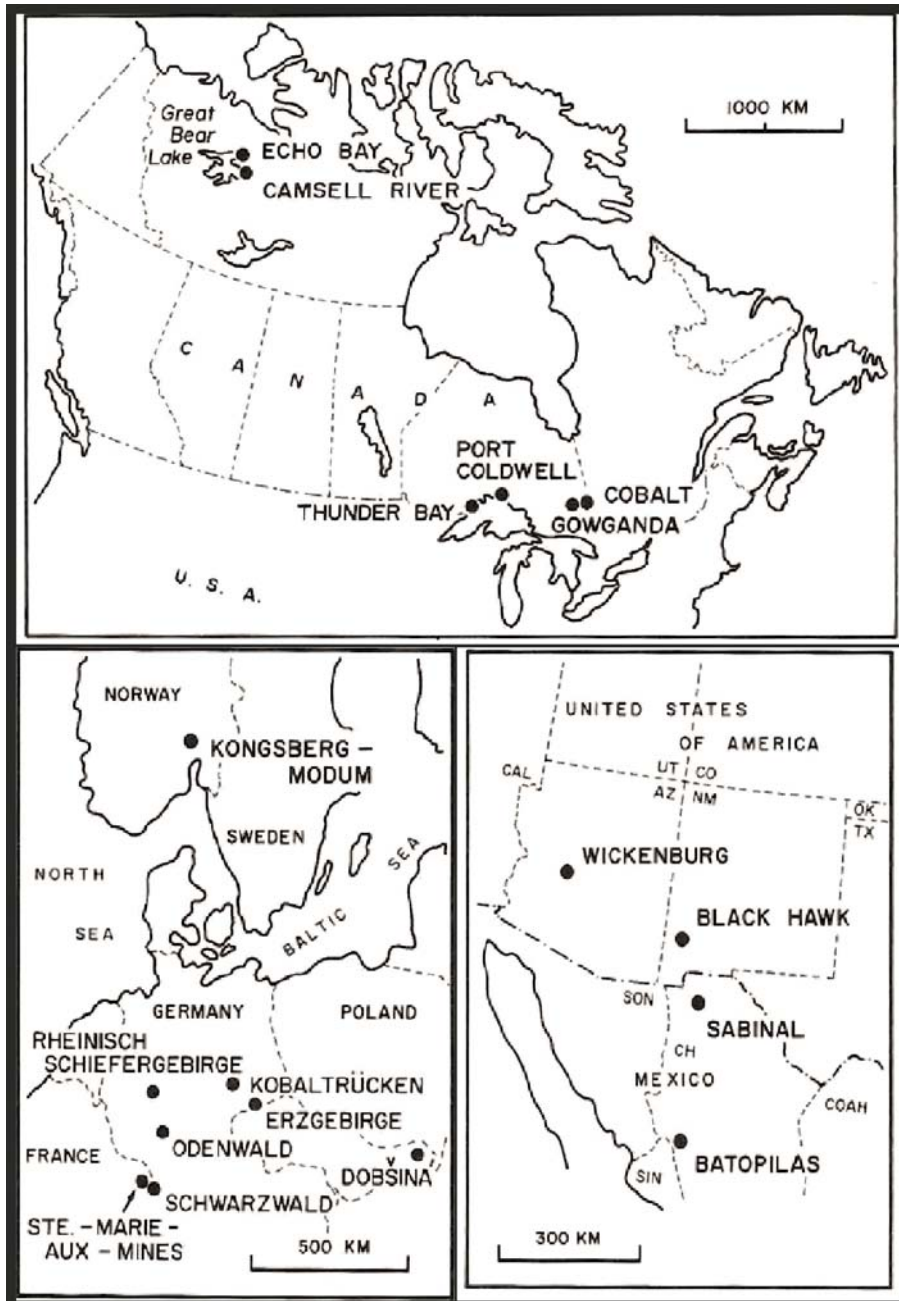 1000 KM
Great
Bear
Lake
ECHO BAY
CAMSELL RIVER
C A N A D A
PORT
COLDWELL
THUNDER BAY
COBALT
GOWGANDA
U. S. A.
NORWAY
KONGSBERG –
MODUM
SWEDEN
NORTH
SEA
BALTIC SEA
GERMANY
POLAND
RHEINISCH
SCHIEFERGEBIRGE
KOBALTRÜCKEN
ERZGEBIRGE
ODENWALD
FRANCE
DOBŠINÁ
SCHWARZWALD
STE. – MARIE –
AUX – MINES
500 KM
UNITED STATES
OF AMERICA
CAL
UT CO
AZ NM
OK
TX
WICKENBURG
BLACK HAWK
SON
SABINAL
CH
MEXICO
COAH
SIN
BATOPILAS
300 KM